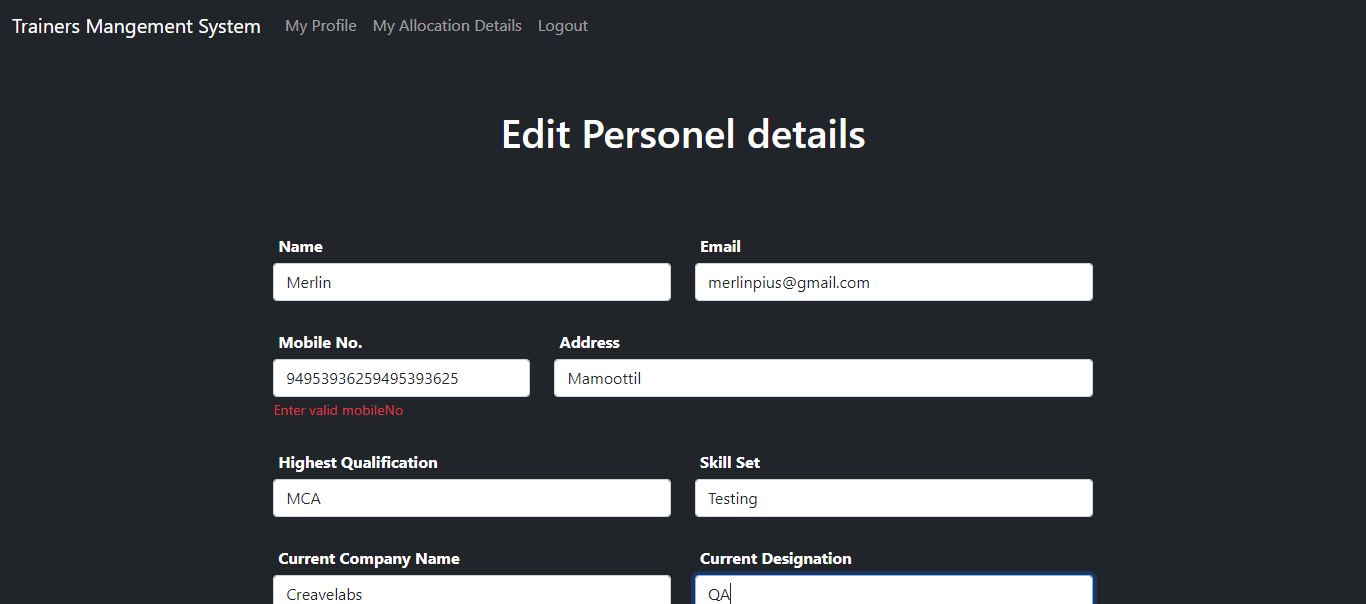 Trainers Mangement System My Profile My Allocation Details Logout
Edit Personel details
Name Email
Merlin merlinpius@gmail.com
Mobile No. Address
94953936259495393625 Mamoottil
Enter valid mobileNo
Highest Qualification Skill Set
MCA Testing
Current Company Name Current Designation
Creavelabs QA